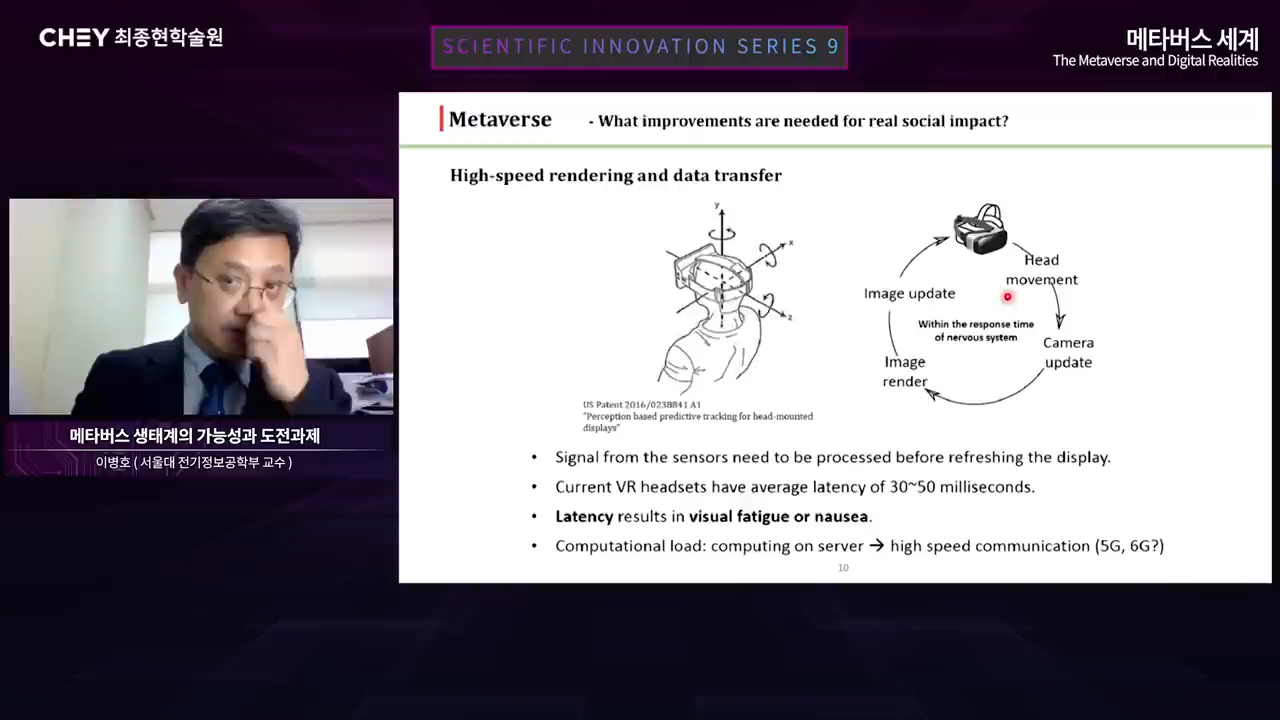 CHEY 최종현학술원
SCIENTIFIC INNOVATION SERIES 9
메타버스 세계
The Metaverse and Digital Realities
Metaverse - What improvements are needed for real social impact?
High-speed rendering and data transfer
y
x
z
US Patent 2016/0238841 A1
"Perception based predictive tracking for head-mounted
displays"
Head
movement
Camera
update
Image
render
Image update
Within the response time
of nervous system
• Signal from the sensors need to be processed before refreshing the display.
• Current VR headsets have average latency of 30~50 milliseconds.
• Latency results in visual fatigue or nausea.
• Computational load: computing on server → high speed communication (5G, 6G?)
10
메타버스 생태계의 가능성과 도전과제
이병호 ( 서울대 전기정보공학부 교수 )